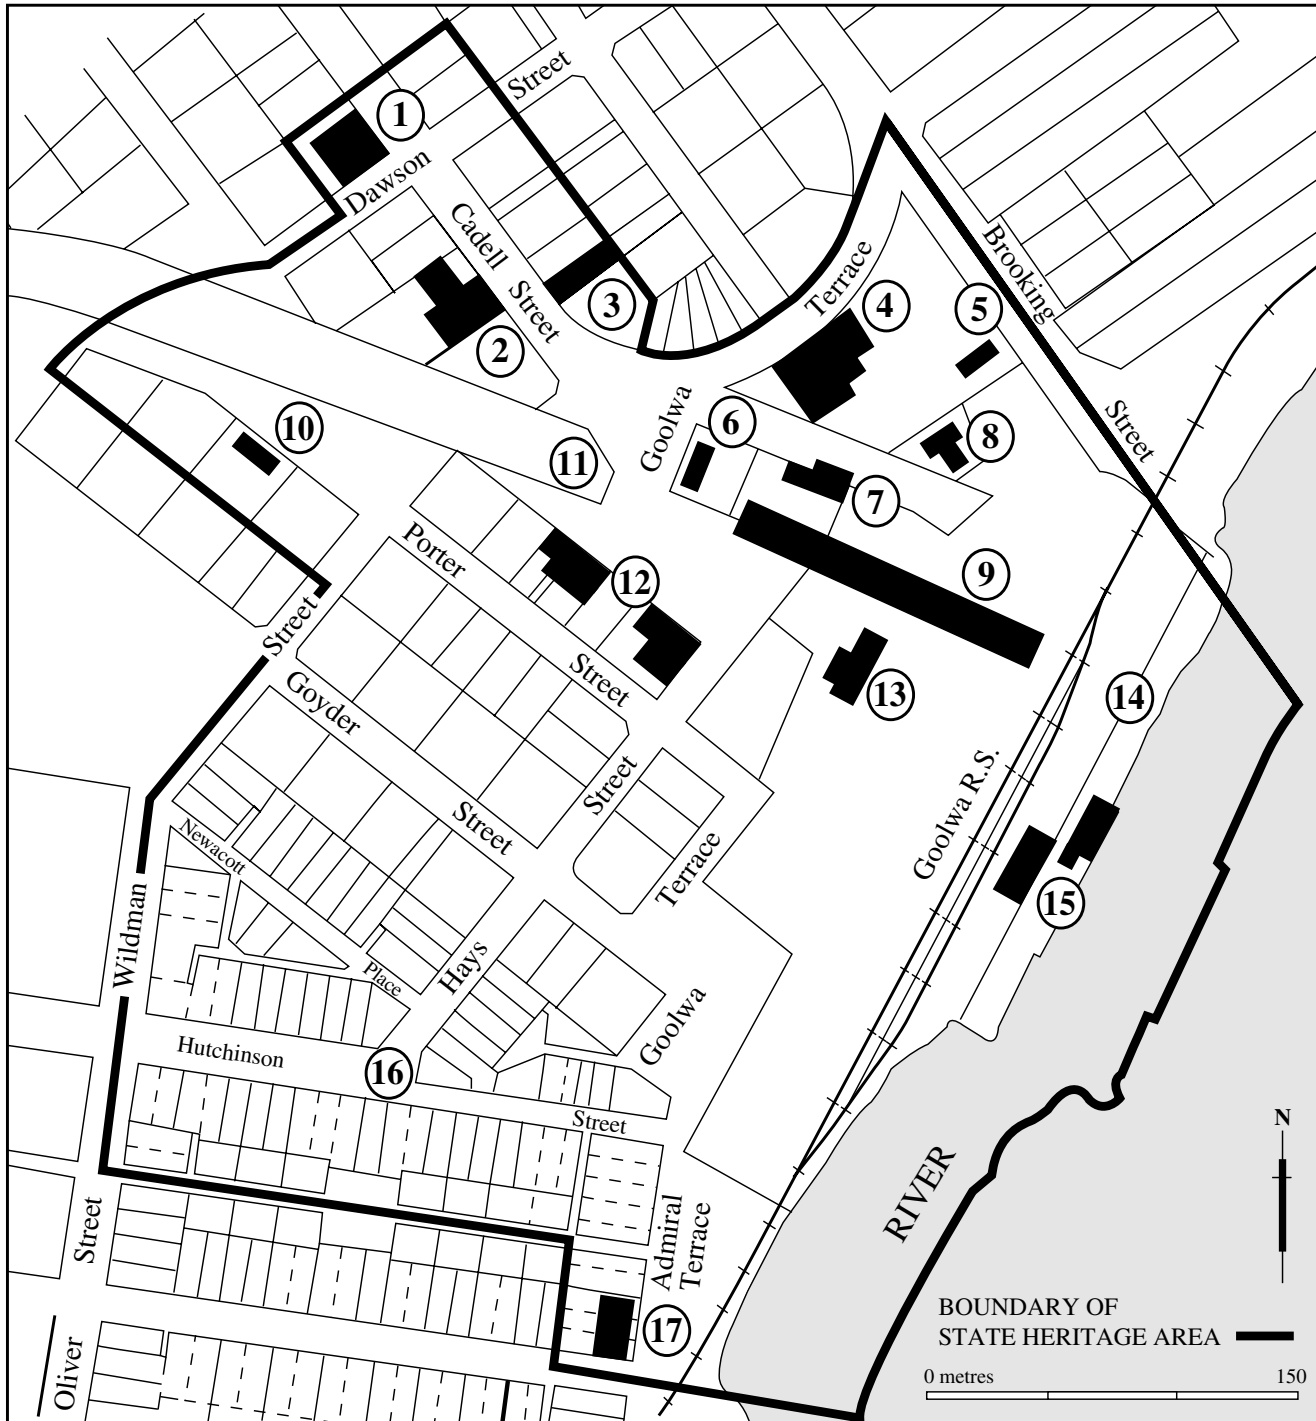 1
Street
Dawson
Cadell
Street
2
3
Terrace
4
5
Brooking
Street
Goolwa
6
7
8
9
10
11
Porter
Street
12
13
14
15
Street
Goyder
Street
Street
Terrace
Goolwa R.S.
Newacott
Place
Wildman
Hays
Goolwa
Hutchinson
16
Street
Admiral
Terrace
RIVER
N
Street
Oliver
17
BOUNDARY OF
STATE HERITAGE AREA
0 metres 150